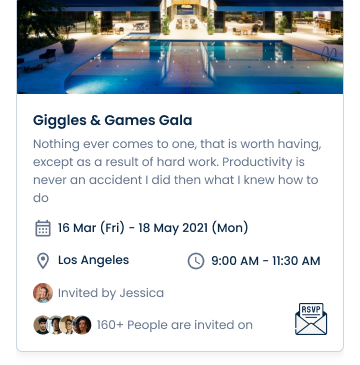 Giggles & Games Gala
Nothing ever comes to one, that is worth having,
except as a result of hard work. Productivity is
never an accident I did then what I knew how to
do
16 Mar (Fri) - 18 May 2021 (Mon)
Los Angeles
9:00 AM - 11:30 AM
Invited by Jessica
RSVP
160+ People are invited on